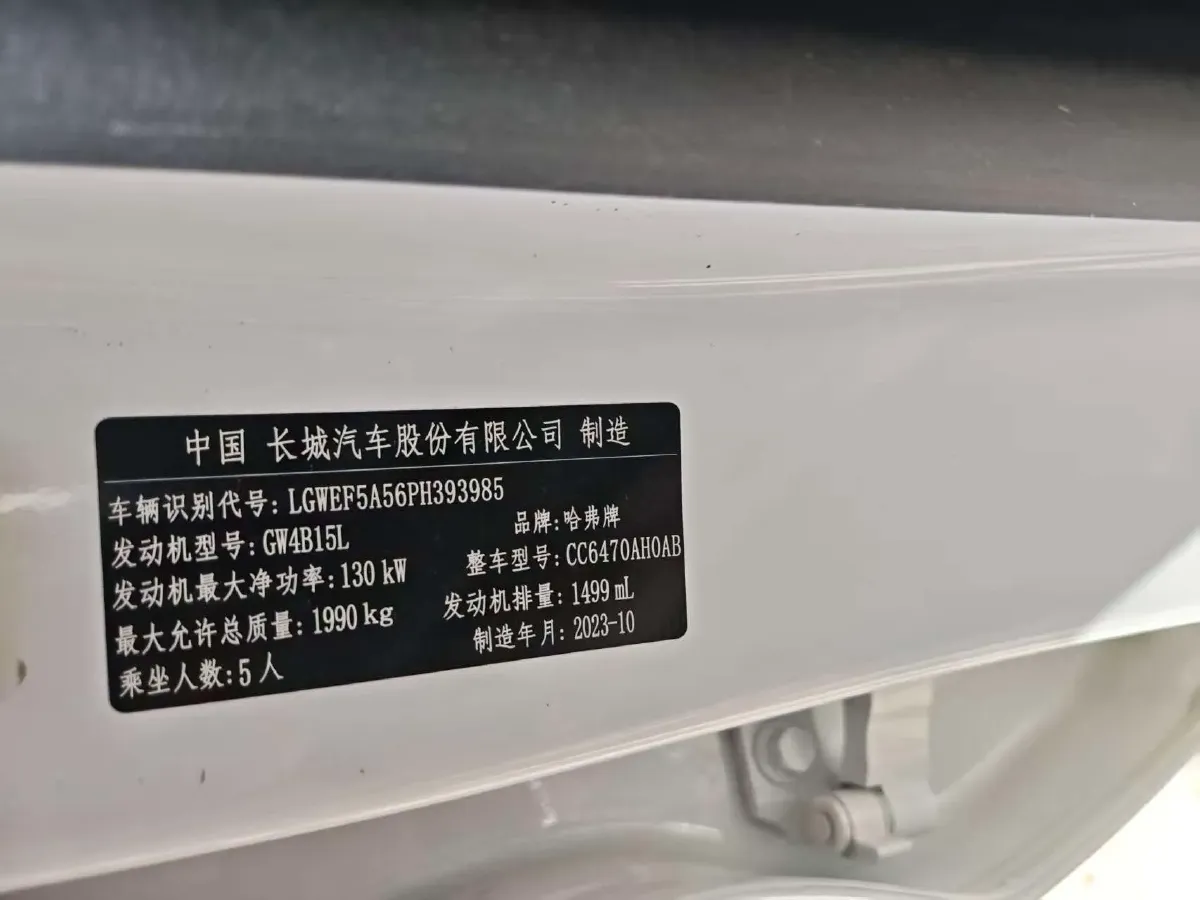 中国 长城汽车股份有限公司 制造
车辆识别代号: LGWEF5A56PH393985
品牌: 哈弗牌
发动机型号: GW4B15L
整车型号: CC6470AH0AB
发动机最大净功率: 130 kW
发动机排量: 1499 mL
最大允许总质量: 1990 kg
制造年月: 2023-10
乘坐人数: 5 人